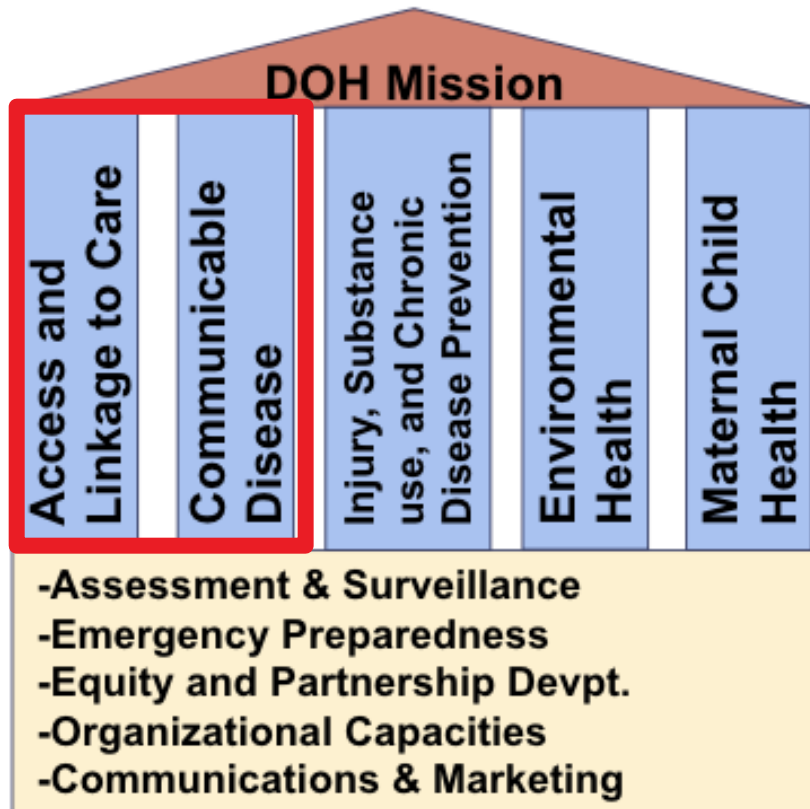 DOH Mission
Access and
Linkage to Care
Communicable
Disease
Injury, Substance
use, and Chronic
Disease Prevention
Environmental
Health
Maternal Child
Health
-Assessment & Surveillance
-Emergency Preparedness
-Equity and Partnership Devpt.
-Organizational Capacities
-Communications & Marketing